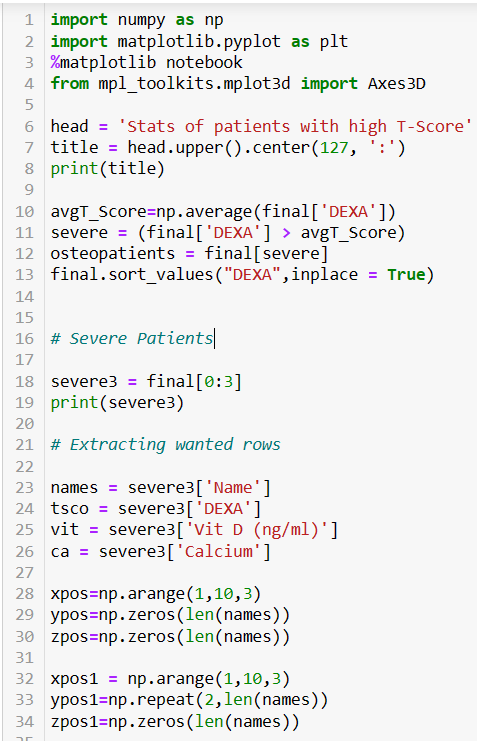 1 import numpy as np
2 import matplotlib.pyplot as plt
3 %matplotlib notebook
4 from mpl_toolkits.mplot3d import Axes3D
5
6 head = 'Stats of patients with high T-Score'
7 title = head.upper().center(127, ':')
8 print(title)
9
10 avgT_Score=np.average(final['DEXA'])
11 severe = (final['DEXA'] > avgT_Score)
12 osteopatients = final[severe]
13 final.sort_values("DEXA",inplace = True)
14
15
16 # Severe Patients
17
18 severe3 = final[0:3]
19 print(severe3)
20
21 # Extracting wanted rows
22
23 names = severe3['Name']
24 tsco = severe3['DEXA']
25 vit = severe3['Vit D (ng/ml)']
26 ca = severe3['Calcium']
27
28 xpos=np.arange(1,10,3)
29 ypos=np.zeros(len(names))
30 zpos=np.zeros(len(names))
31
32 xpos1 = np.arange(1,10,3)
33 ypos1=np.repeat(2,len(names))
34 zpos1=np.zeros(len(names))